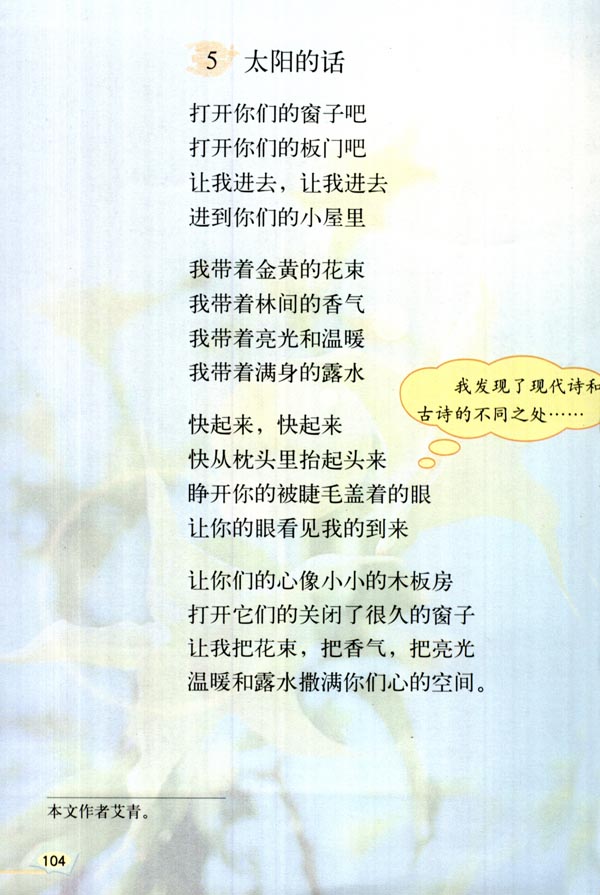 5 太阳的话
打开你们的窗子吧
打开你们的板门吧
让我进去，让我进去
进到你们的小屋里
我带着金黄的花束
我带着林间的香气
我带着亮光和温暖
我带着满身的露水
快起来，快起来
快从枕头里抬起头来
睁开你的被睫毛盖着的眼
让你的眼看见我的到来
让你们的心像小小的木板房
打开它们的关闭了很久的窗子
让我把花束，把香气，把亮光
温暖和露水撒满你们心的空间。
我发现了现代诗和
古诗的不同之处……
本文作者艾青。
104